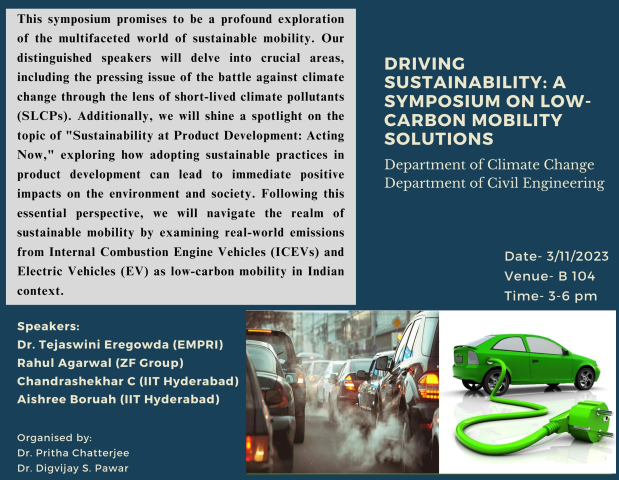 This symposium promises to be a profound exploration
of the multifaceted world of sustainable mobility. Our
distinguished speakers will delve into crucial areas,
including the pressing issue of the battle against climate
change through the lens of short-lived climate pollutants
(SLCPs). Additionally, we will shine a spotlight on the
topic of "Sustainability at Product Development: Acting
Now," exploring how adopting sustainable practices in
product development can lead to immediate positive
impacts on the environment and society. Following this
essential perspective, we will navigate the realm of
sustainable mobility by examining real-world emissions
from Internal Combustion Engine Vehicles (ICEVs) and
Electric Vehicles (EV) as low-carbon mobility in Indian
context.
DRIVING
SUSTAINABILITY: A
SYMPOSIUM ON LOW-
CARBON MOBILITY
SOLUTIONS
Department of Climate Change
Department of Civil Engineering
Date- 3/11/2023
Venue- B 104
Time- 3-6 pm
Speakers:
Dr. Tejaswini Eregowda (EMPRI)
Rahul Agarwal (ZF Group)
Chandrashekhar C (IIT Hyderabad)
Aishree Boruah (IIT Hyderabad)
Organised by:
Dr. Pritha Chatterjee
Dr. Digvijay S. Pawar